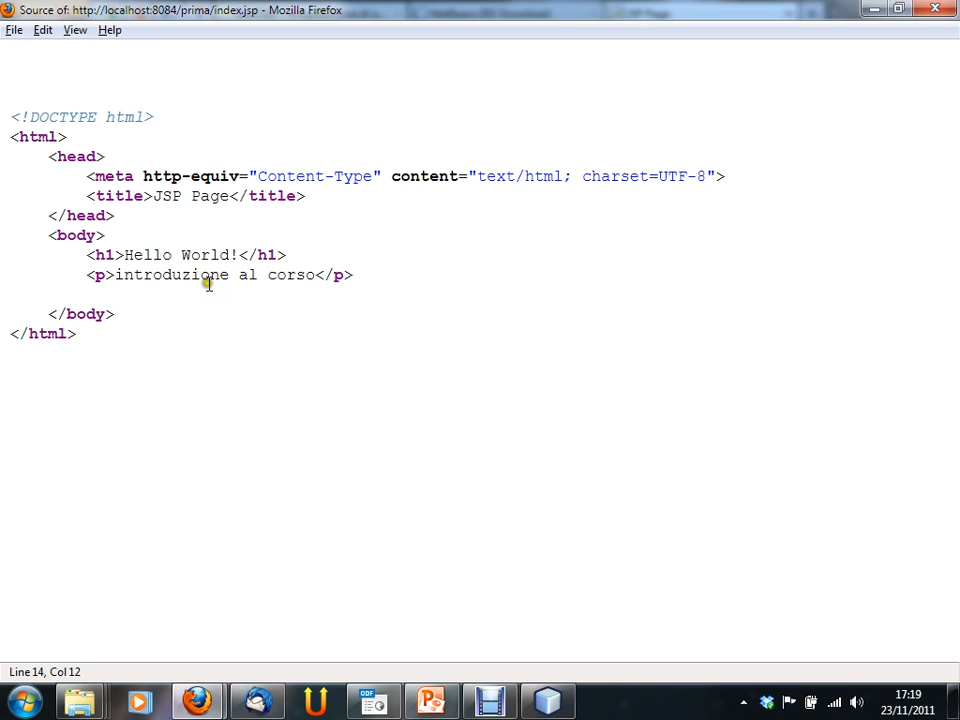 Source of: http://localhost:8084/prima/index.jsp - Mozilla Firefox
File Edit View Help
<!DOCTYPE html>
<html>
    <head>
        <meta http-equiv="Content-Type" content="text/html; charset=UTF-8">
        <title>JSP Page</title>
    </head>
    <body>
        <h1>Hello World!</h1>
        <p>introduzione al corso</p>
    </body>
</html>
Line 14, Col 12
ODF
17:19
23/11/2011